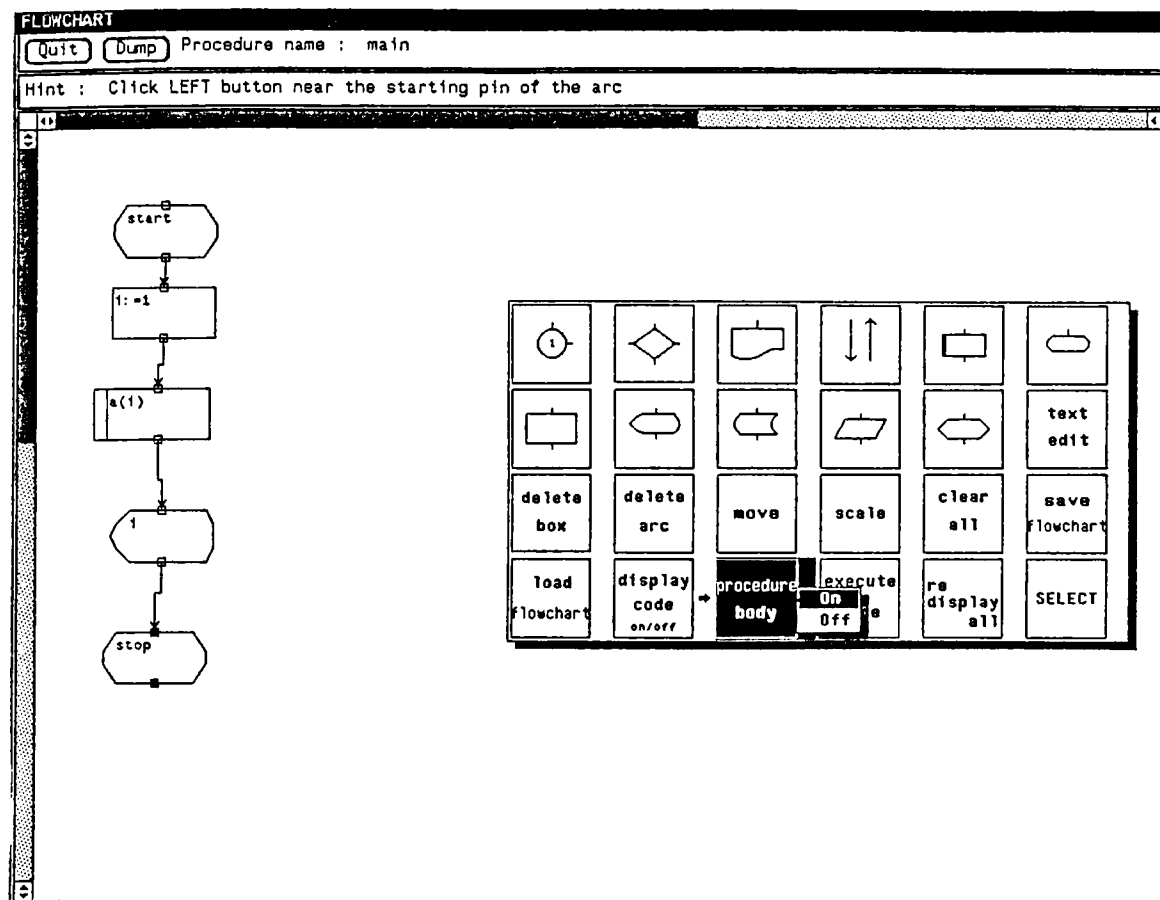 FLOWCHART
Quit Dump Procedure name : main
Hint : Click LEFT button near the starting pin of the arc
start
i:=1
a(i)
i
stop
1
text
edit
delete
box
delete
arc
move
scale
clear
all
save
flowchart
load
flowchart
display
code
on/off
procedure
body
On
Off
execute
re
display
all
SELECT